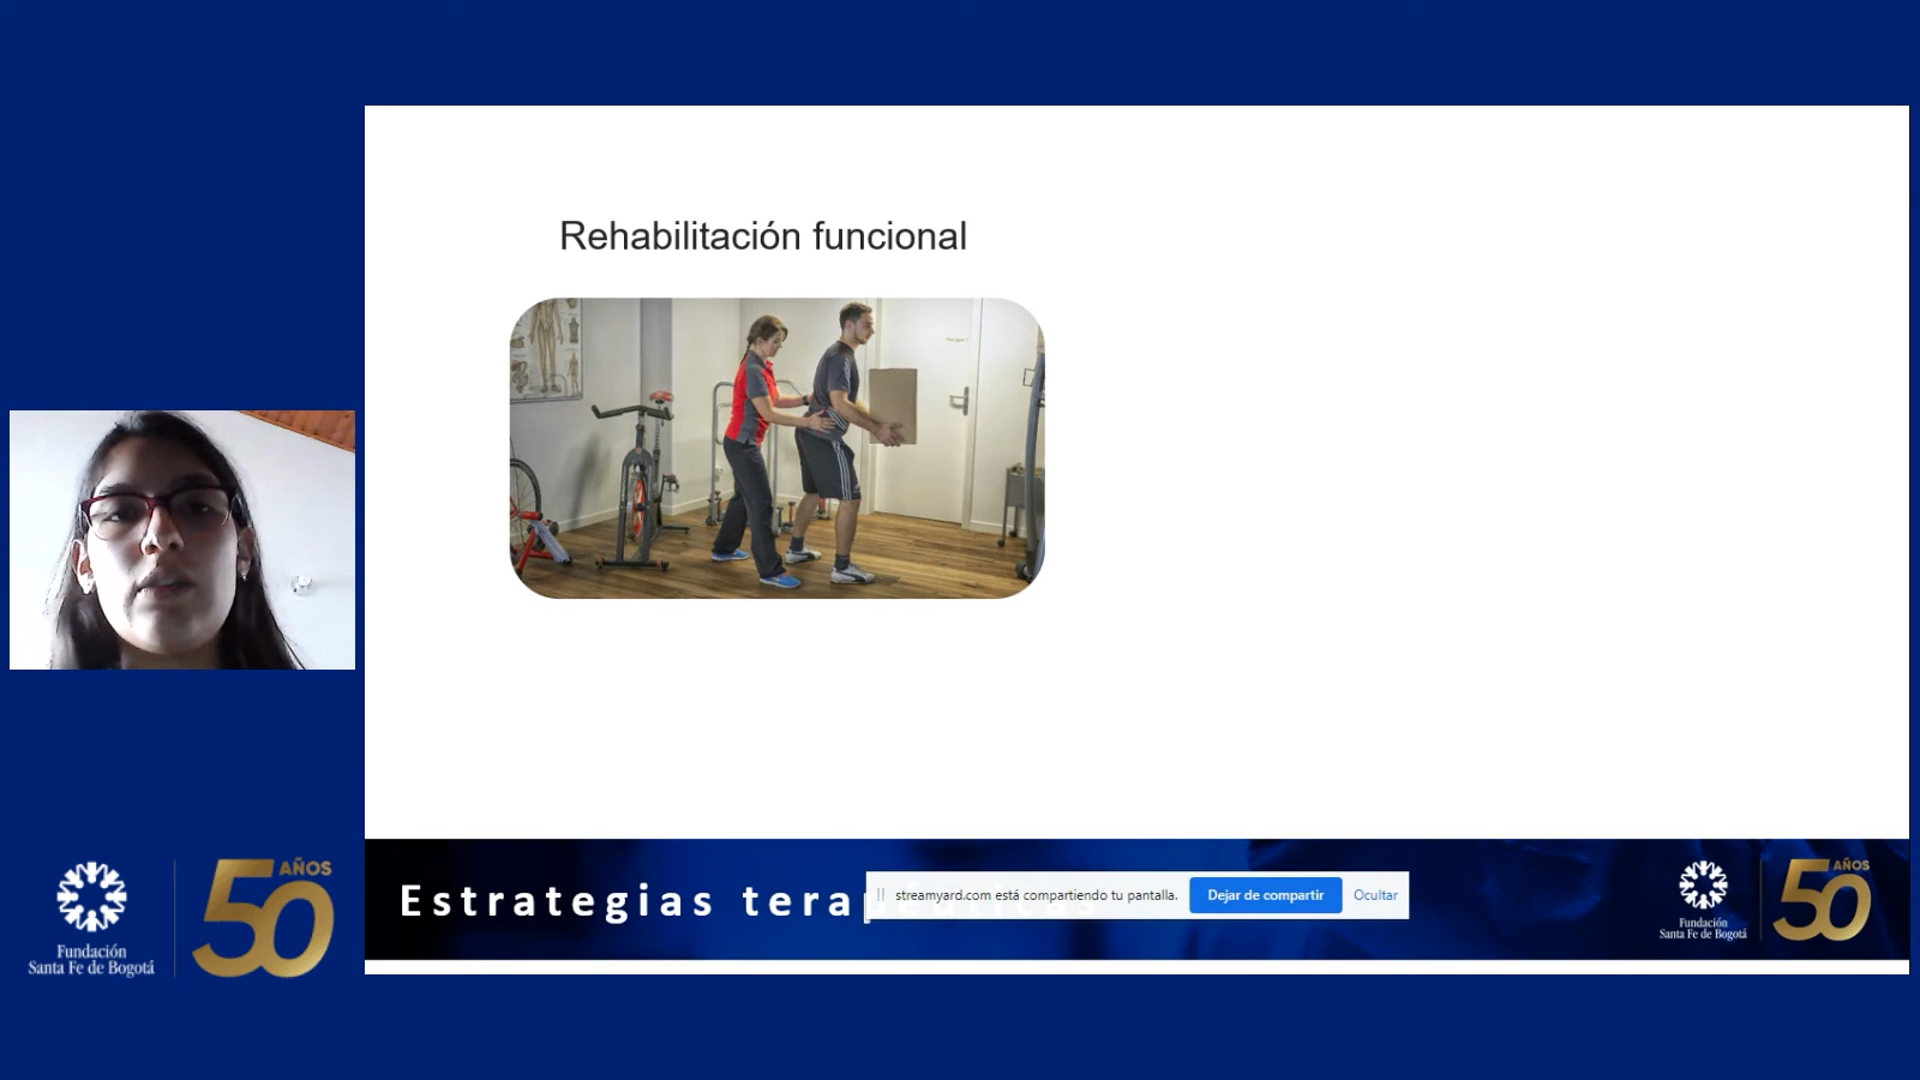 Rehabilitación funcional
Estrategias
streamyard.com está compartiendo tu pantalla.
Dejar de compartir
Ocultar
50 AÑOS
Fundación
Santa Fe de Bogotá
50 AÑOS
Fundación
Santa Fe de Bogotá